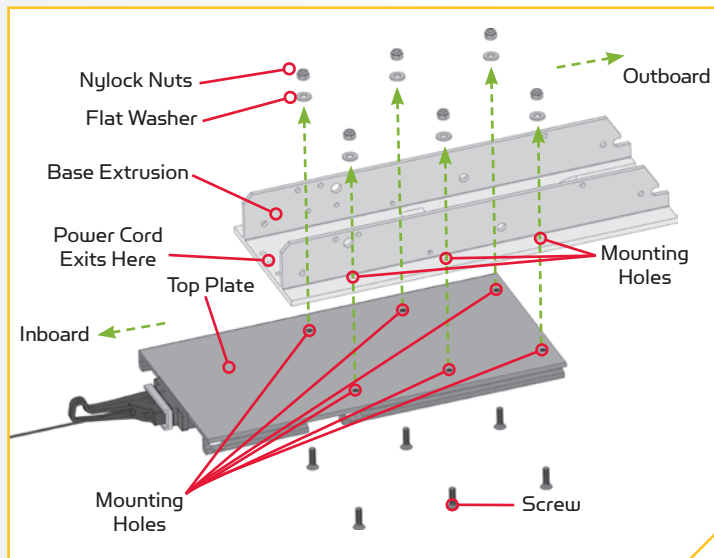 Nylock Nuts
Outboard
Flat Washer
Base Extrusion
Power Cord
Exits Here
Mounting
Holes
Top Plate
Inboard
Mounting
Holes
Screw